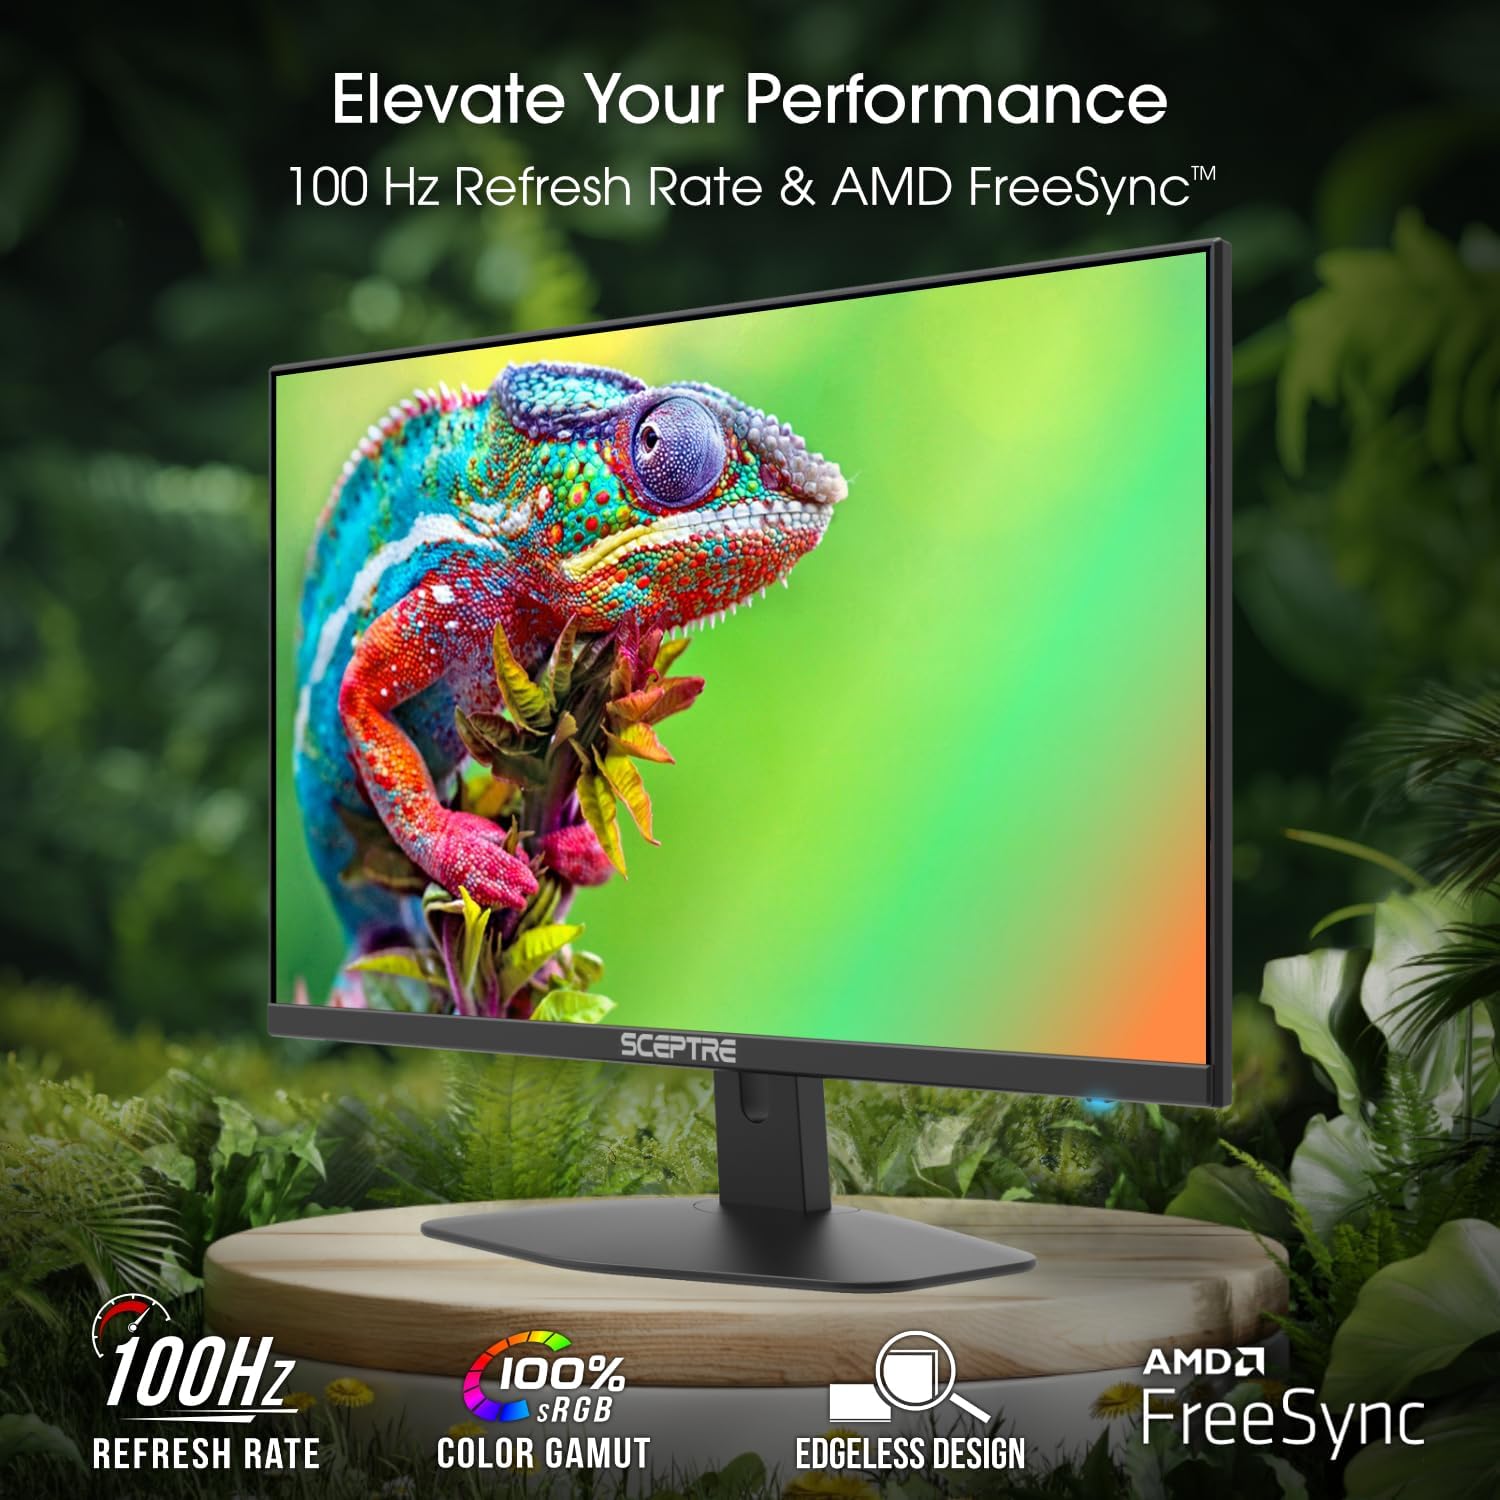 Elevate Your Performance
100 Hz Refresh Rate & AMD FreeSync™
SCEPTRE
100Hz
REFRESH RATE
100%
sRGB
COLOR GAMUT
EDGELESS DESIGN
AMD
FreeSync